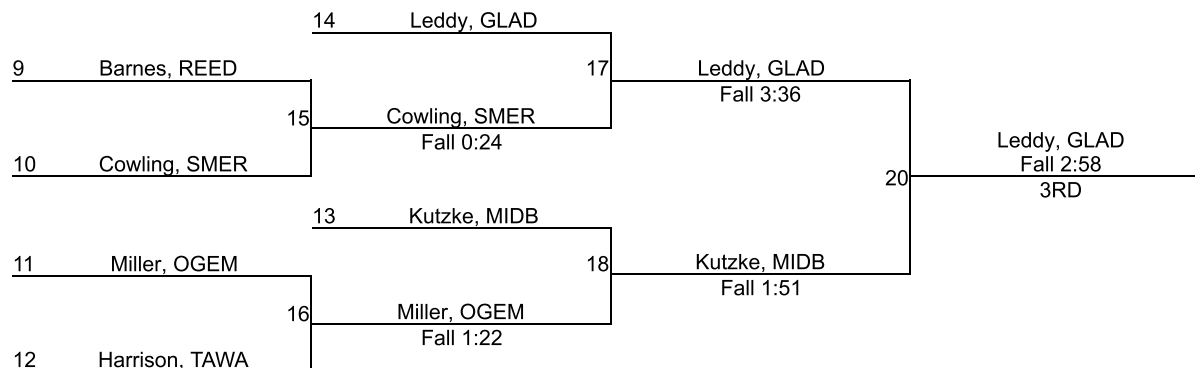 14 Leddy, GLAD
9 Barnes, REED
17 Leddy, GLAD
Fall 3:36
15 Cowling, SMER
Fall 0:24
10 Cowling, SMER
20 Leddy, GLAD
Fall 2:58
3RD
13 Kutzke, MIDB
11 Miller, OGEM
18 Kutzke, MIDB
Fall 1:51
16 Miller, OGEM
Fall 1:22
12 Harrison, TAWA